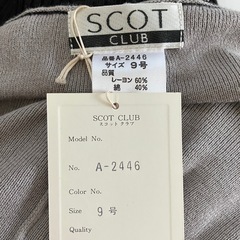 SCOT
CLUB
品番 A-2446
サイズ 9号
品質
レーヨン 60%
綿 40%
SCOT CLUB
スコット クラブ
Model No.
No. A-2446
Color No.
Size 9号
Quality